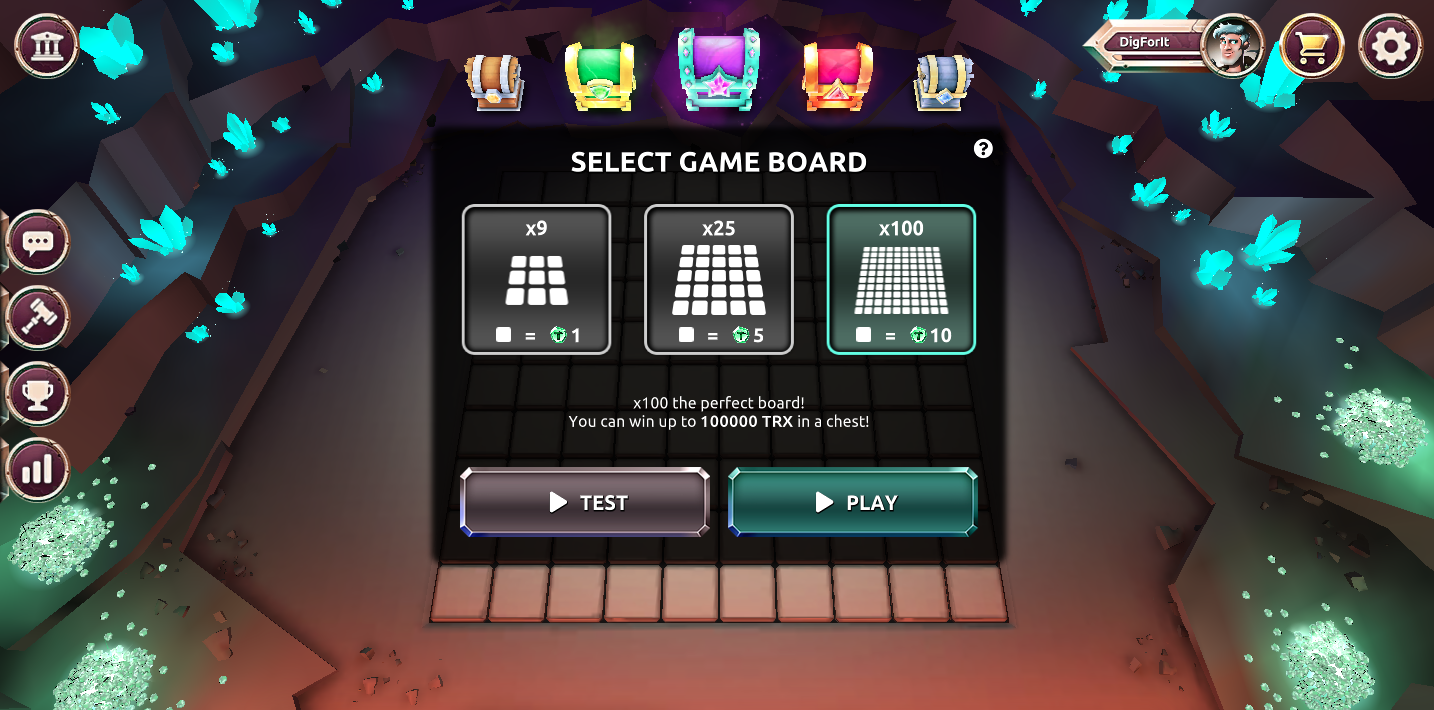 DigForIt
SELECT GAME BOARD
?
x9
x25
x100
= T 1
= T 5
= T 10
x100 the perfect board!
You can win up to 100000 TRX in a chest!
TEST
PLAY